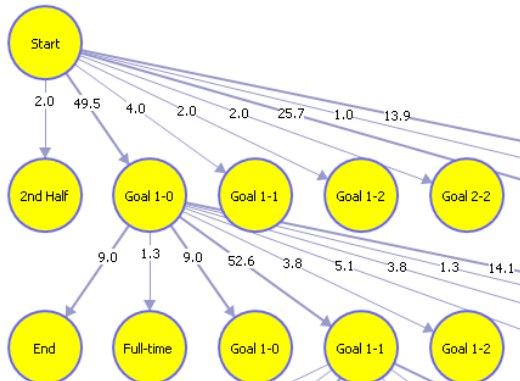 Start
2.0 49.5 4.0 2.0 2.0 25.7 1.0 13.9
2nd Half Goal 1-0 Goal 1-1 Goal 1-2 Goal 2-2
9.0 1.3 9.0 52.6 3.8 5.1 3.8 1.3 14.1
End Full-time Goal 1-0 Goal 1-1 Goal 1-2